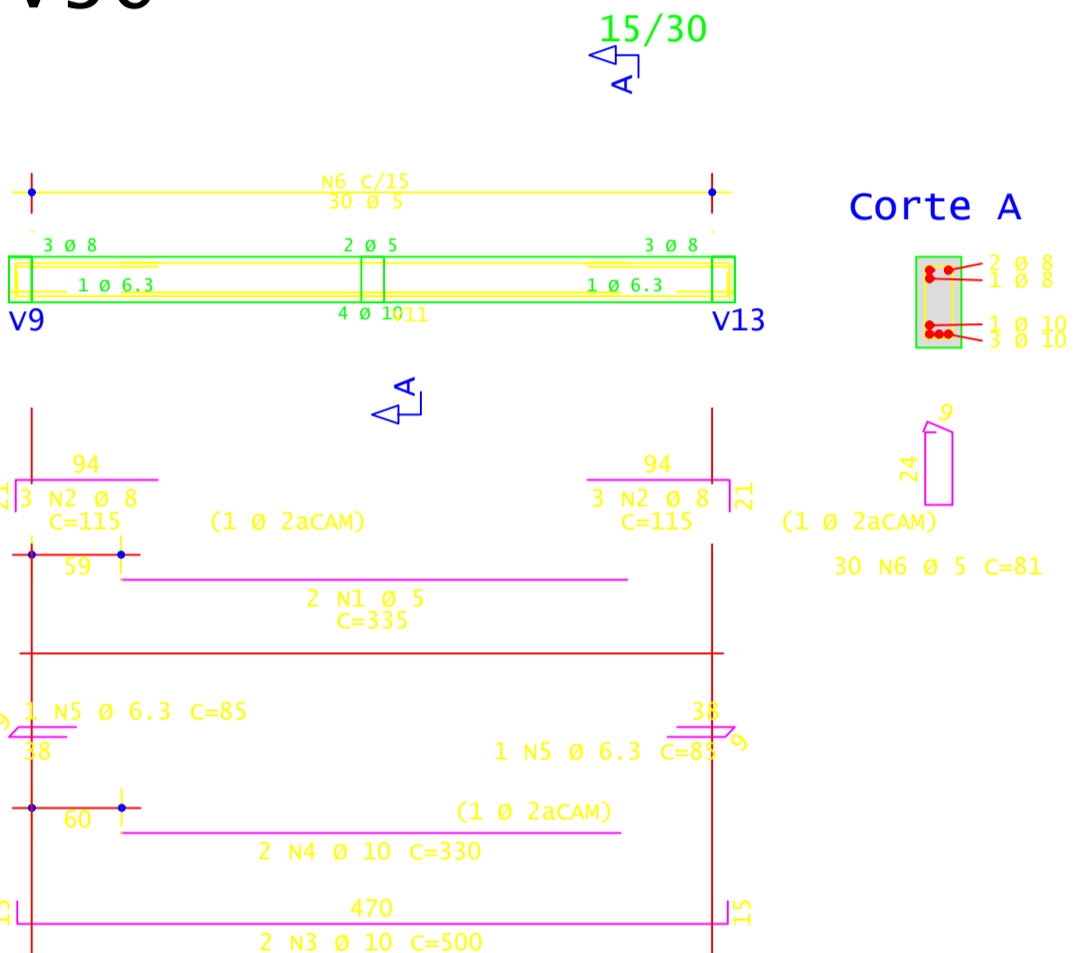 15/30
A
N6 C/15
30 Ø 5
Corte A
3 Ø 8
2 Ø 5
3 Ø 8
1 Ø 6.3
1 Ø 6.3
4 Ø 10
V11
V9
V13
2 Ø 8
1 Ø 8
1 Ø 10
3 Ø 10
A
94
21
3 N2 Ø 8
C=115
(1 Ø 2aCAM)
94
21
3 N2 Ø 8
C=115
(1 Ø 2aCAM)
9
24
30 N6 Ø 5 C=81
59
2 N1 Ø 5
C=335
1 N5 Ø 6.3 C=85
9
38
38
1 N5 Ø 6.3 C=85
9
60
(1 Ø 2aCAM)
2 N4 Ø 10 C=330
15
470
15
2 N3 Ø 10 C=500